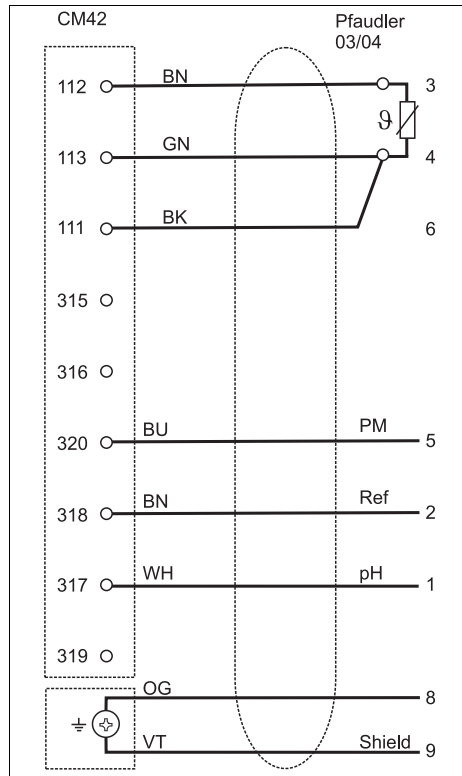 CM42 Pfaudler
03/04
112 BN 3
ϑ
113 GN 4
111 BK 6
315
316
320 BU PM 5
318 BN Ref 2
317 WH pH 1
319
OG 8
VT Shield 9